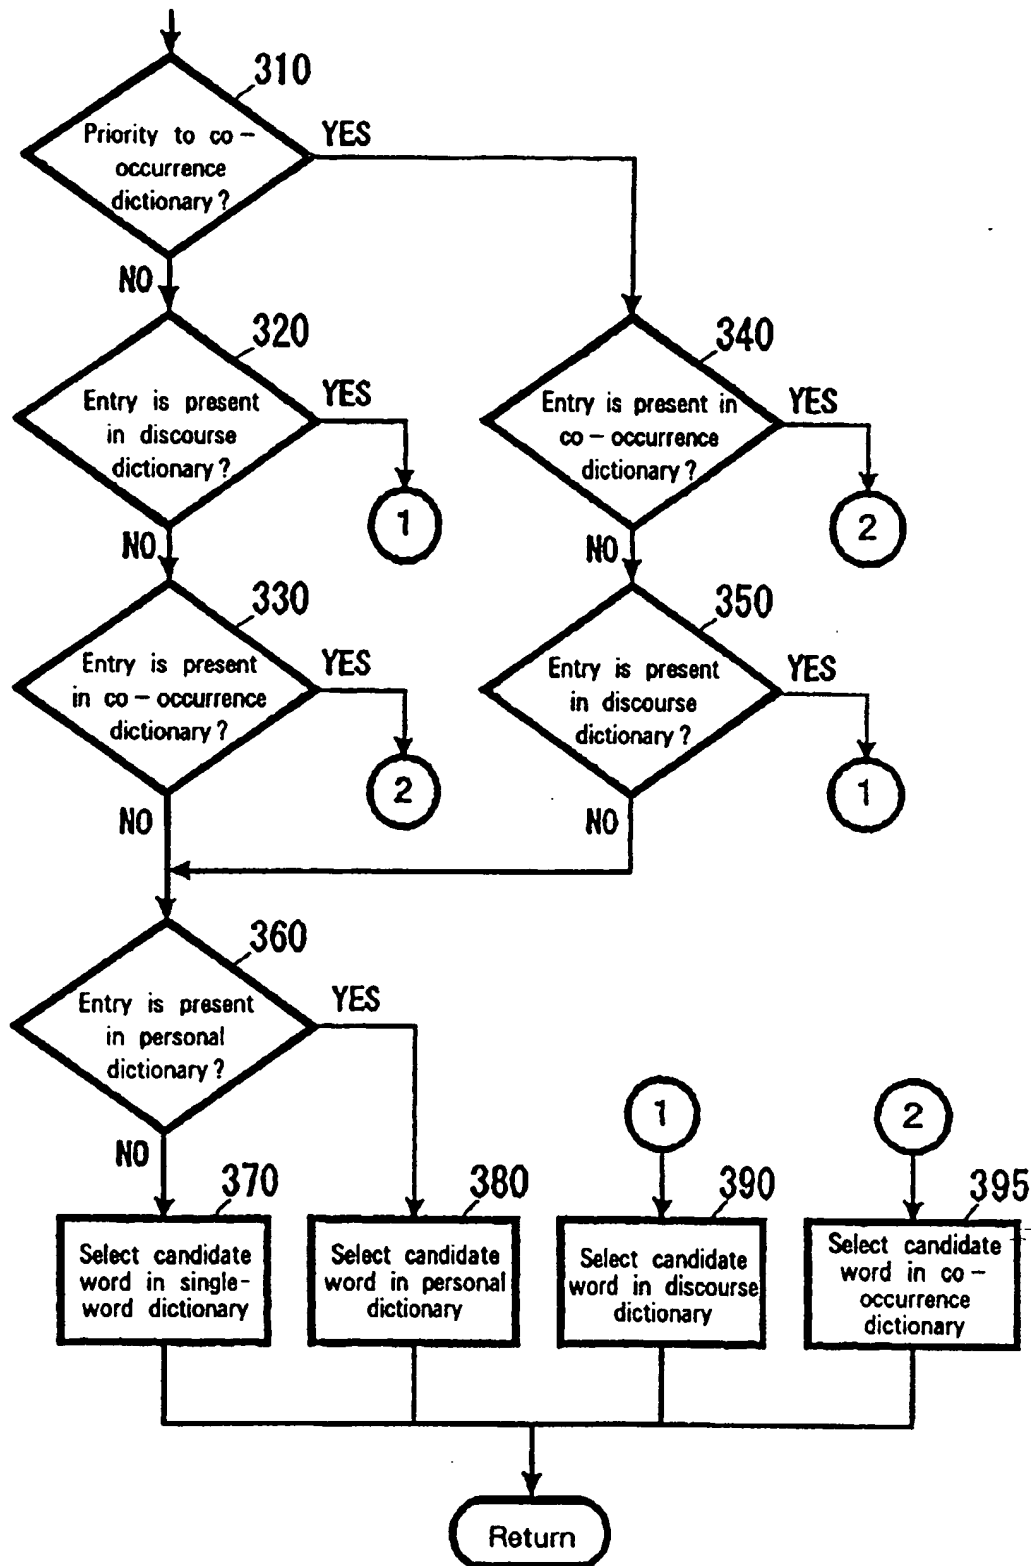 310
Priority to co-
occurrence
dictionary?
YES
NO
320
Entry is present
in discourse
dictionary?
YES
1
NO
340
Entry is present in
co-occurrence
dictionary?
YES
2
NO
330
Entry is present
in co-occurrence
dictionary?
YES
2
NO
350
Entry is present
in discourse
dictionary?
YES
1
NO
360
Entry is present
in personal
dictionary?
YES
NO
1
2
370
Select candidate
word in single-
word dictionary
380
Select candidate
word in personal
dictionary
390
Select candidate
word in discourse
dictionary
395
Select candidate
word in co-
occurrence
dictionary
Return